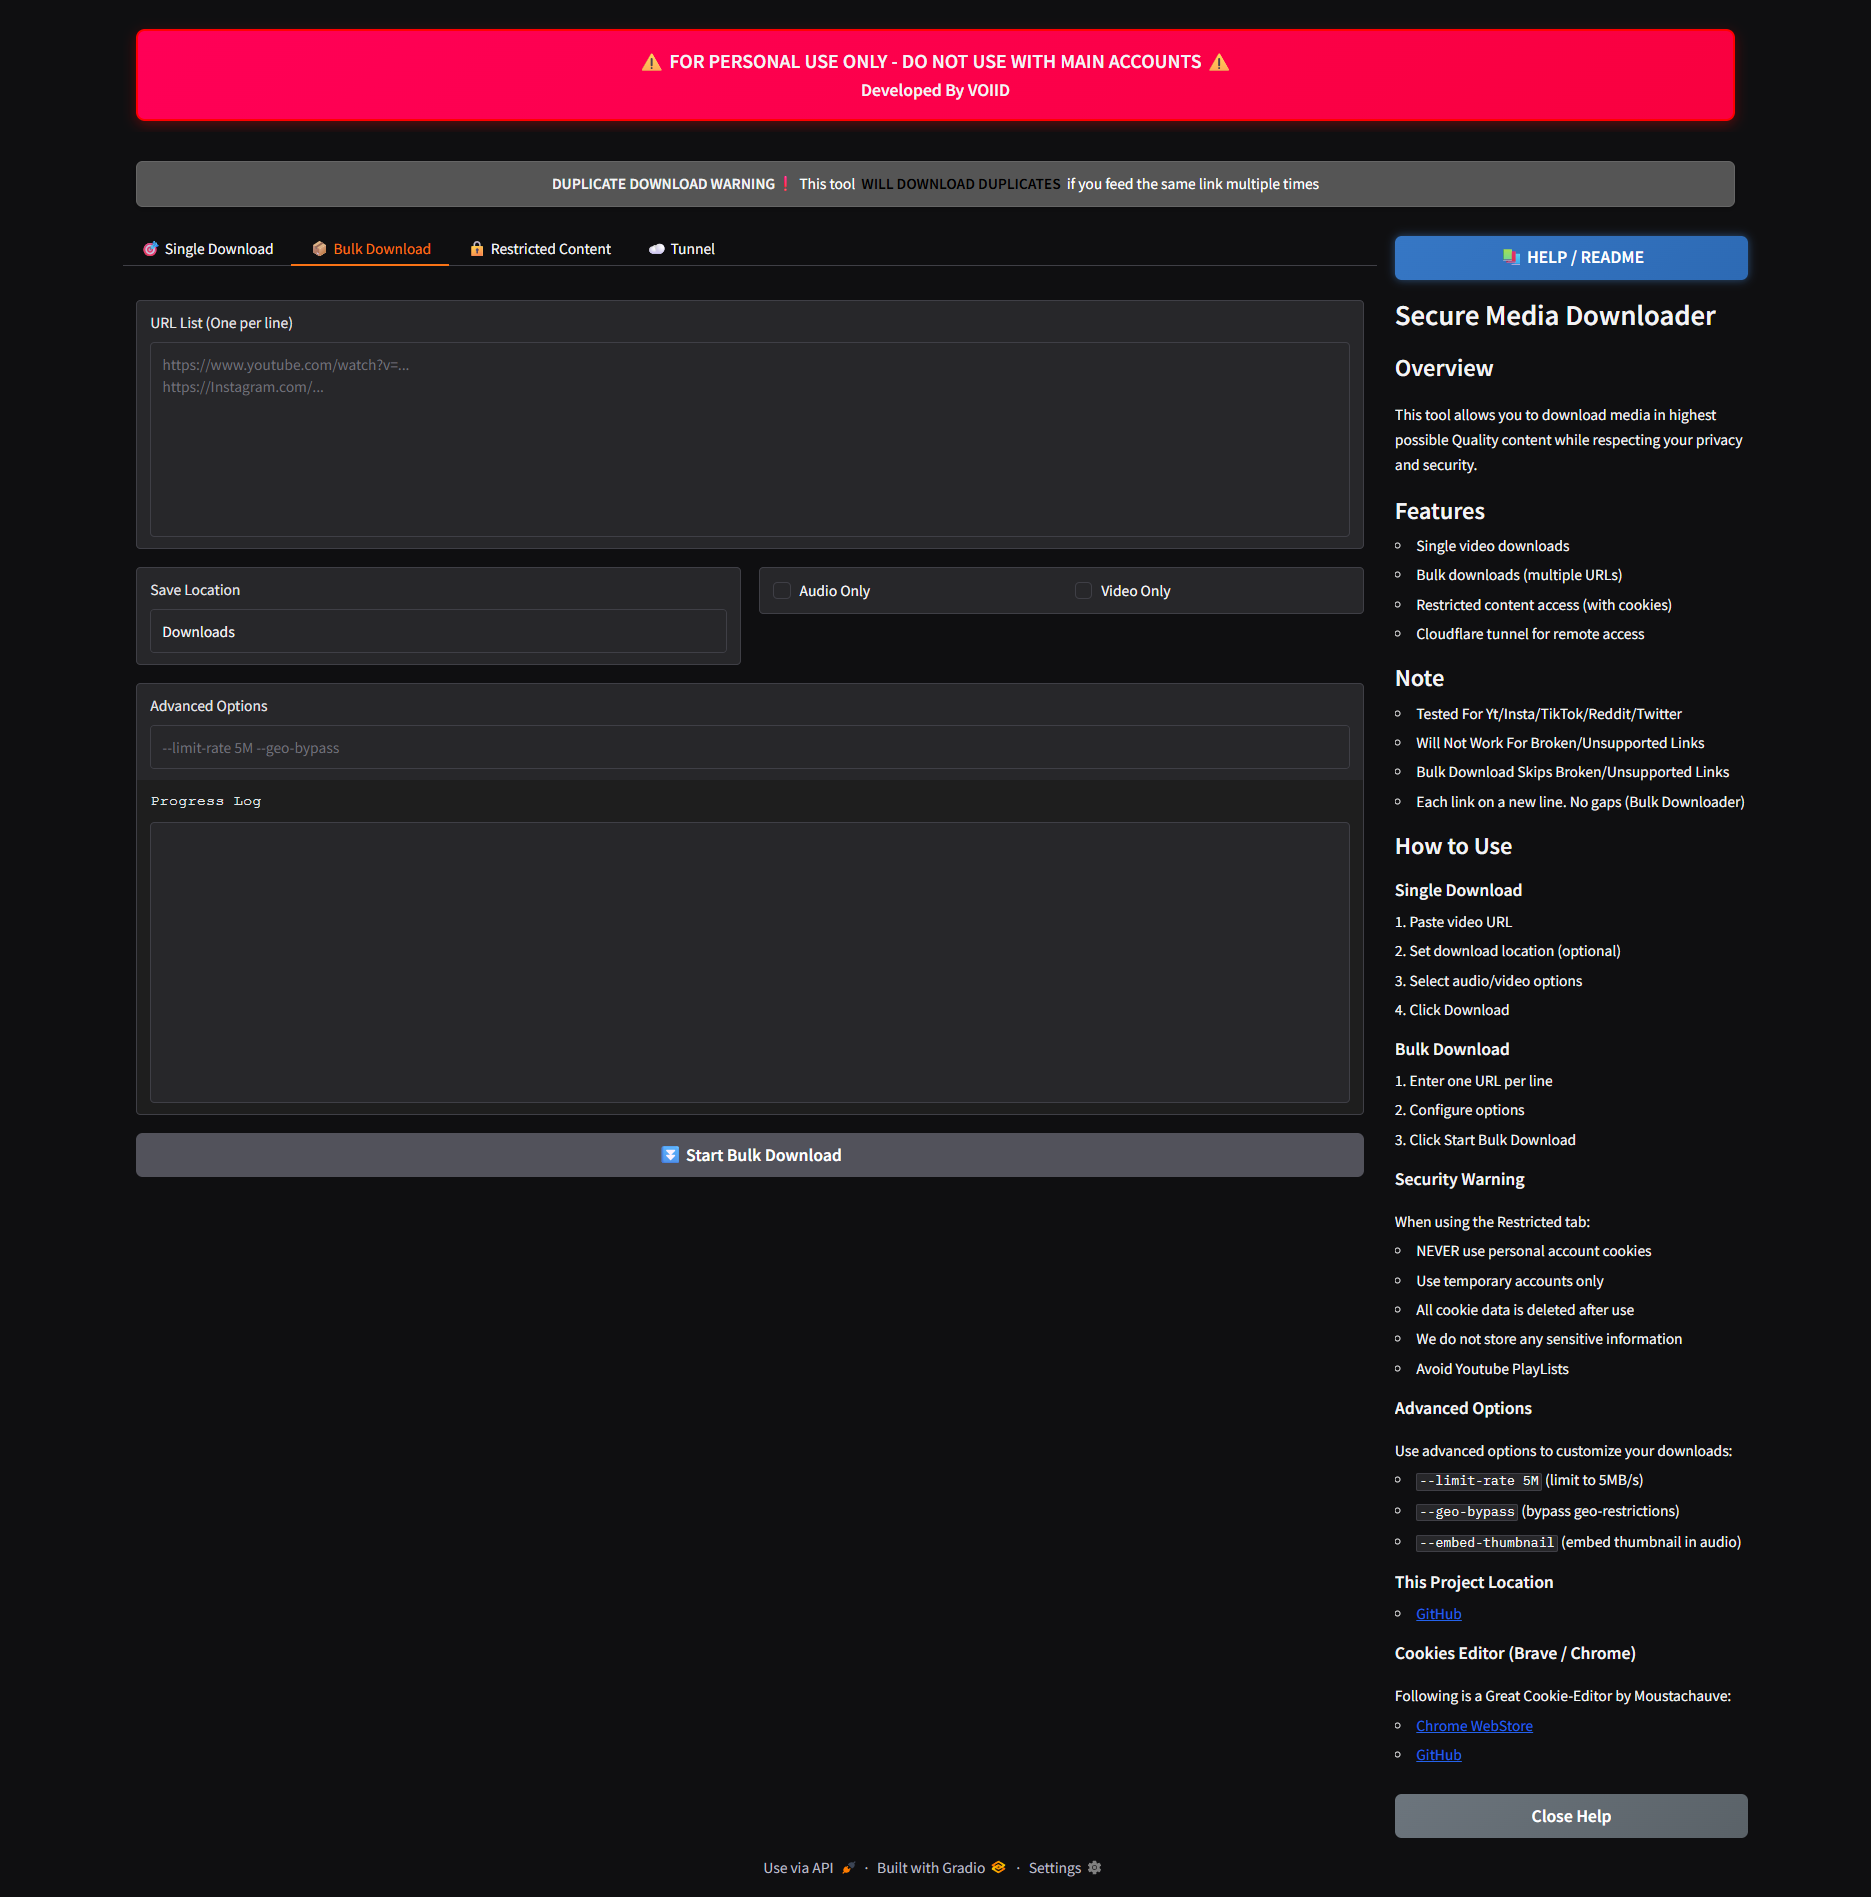 ⚠️ FOR PERSONAL USE ONLY - DO NOT USE WITH MAIN ACCOUNTS ⚠️
Developed By VOIID
DUPLICATE DOWNLOAD WARNING❗ This tool WILL DOWNLOAD DUPLICATES if you feed the same link multiple times
🎯 Single Download
📦 Bulk Download
🔒 Restricted Content
☁️ Tunnel
URL List (One per line)
https://www.youtube.com/watch?v=...
https://Instagram.com/...
Save Location
Downloads
Audio Only
Video Only
Advanced Options
--limit-rate 5M --geo-bypass
Progress Log
⏬ Start Bulk Download
HELP / README
Secure Media Downloader
Overview
This tool allows you to download media in highest
possible Quality content while respecting your privacy
and security.
Features
Single video downloads
Bulk downloads (multiple URLs)
Restricted content access (with cookies)
Cloudflare tunnel for remote access
Note
Tested For Yt/Insta/TikTok/Reddit/Twitter
Will Not Work For Broken/Unsupported Links
Bulk Download Skips Broken/Unsupported Links
Each link on a new line. No gaps (Bulk Downloader)
How to Use
Single Download
1. Paste video URL
2. Set download location (optional)
3. Select audio/video options
4. Click Download
Bulk Download
1. Enter one URL per line
2. Configure options
3. Click Start Bulk Download
Security Warning
When using the Restricted tab:
NEVER use personal account cookies
Use temporary accounts only
All cookie data is deleted after use
We do not store any sensitive information
Avoid Youtube PlayLists
Advanced Options
Use advanced options to customize your downloads:
--limit-rate 5M (limit to 5MB/s)
--geo-bypass (bypass geo-restrictions)
--embed-thumbnail (embed thumbnail in audio)
This Project Location
GitHub
Cookies Editor (Brave / Chrome)
Following is a Great Cookie-Editor by Moustachauve:
Chrome WebStore
GitHub
Close Help
Use via API 🚀 · Built with Gradio · Settings ⚙️